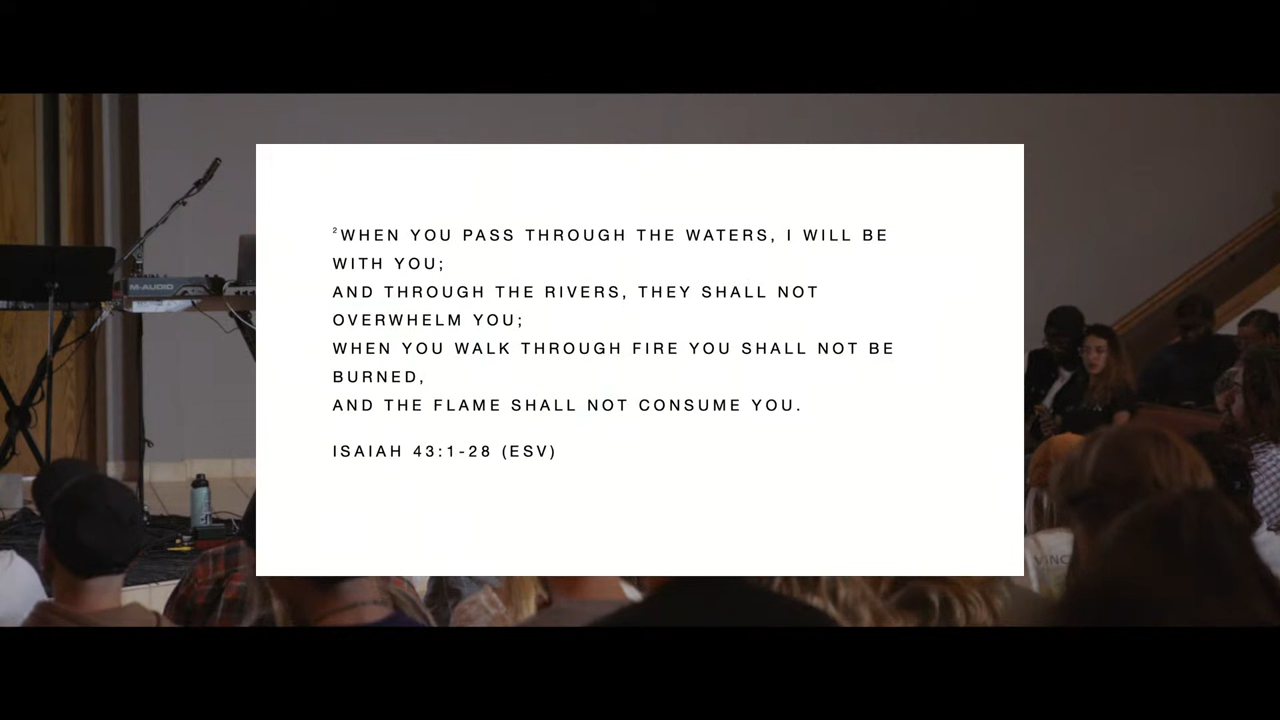 ²WHEN YOU PASS THROUGH THE WATERS, I WILL BE
WITH YOU;
AND THROUGH THE RIVERS, THEY SHALL NOT
OVERWHELM YOU;
WHEN YOU WALK THROUGH FIRE YOU SHALL NOT BE
BURNED,
AND THE FLAME SHALL NOT CONSUME YOU.
ISAIAH 43:1-28 (ESV)
M-AUDIO
VINC